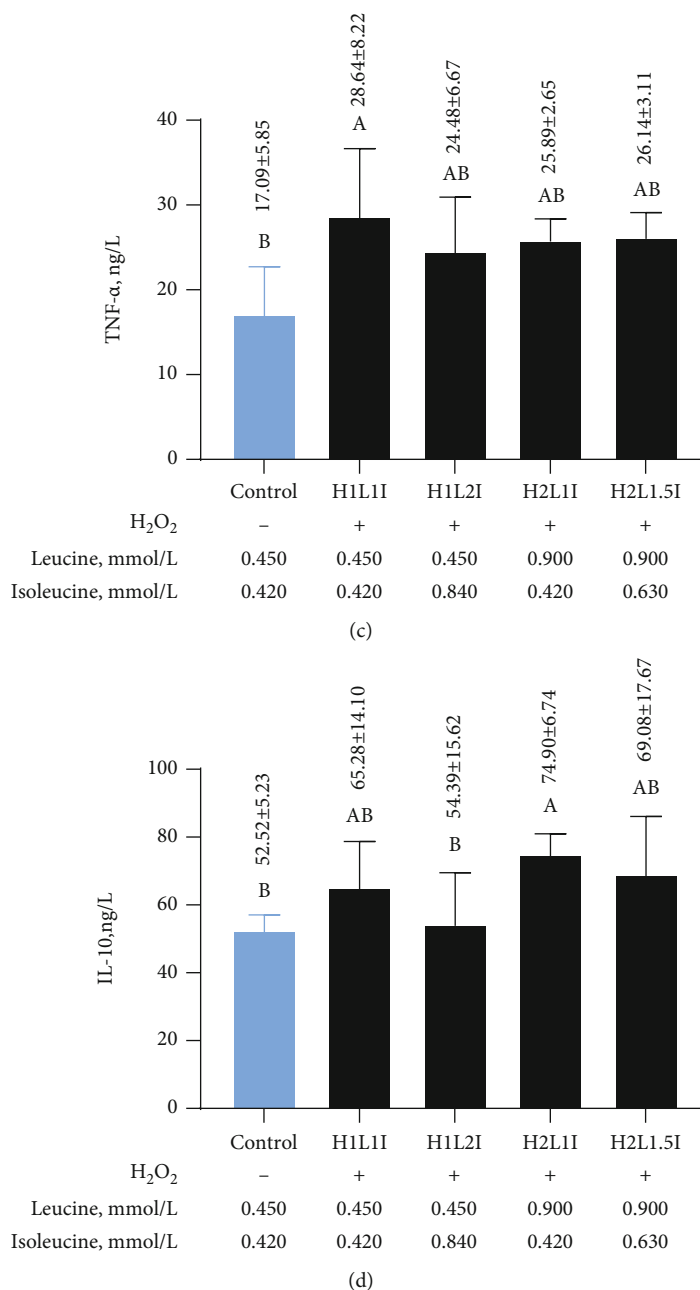 17.09±5.85 28.64±8.22 24.48±6.67 25.89±2.65 26.14±3.11
B A AB AB AB
TNF-α, ng/L
40
30
20
10
0
Control H1L1I H1L2I H2L1I H2L1.5I
H₂O₂ – + + + +
Leucine, mmol/L 0.450 0.450 0.450 0.900 0.900
Isoleucine, mmol/L 0.420 0.420 0.840 0.420 0.630
(c)
52.52±5.23 65.28±14.10 54.39±15.62 74.90±6.74 69.08±17.67
B AB B A AB
IL-10,ng/L
100
80
60
40
20
0
Control H1L1I H1L2I H2L1I H2L1.5I
H₂O₂ – + + + +
Leucine, mmol/L 0.450 0.450 0.450 0.900 0.900
Isoleucine, mmol/L 0.420 0.420 0.840 0.420 0.630
(d)